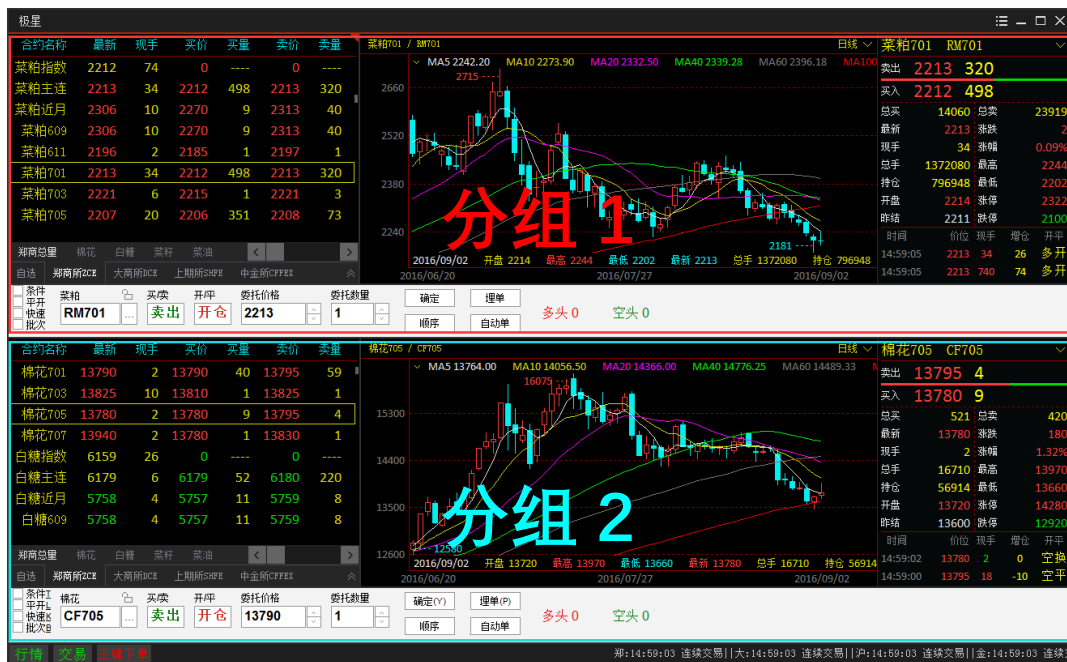 极星
合约名称 最新 现手 买价 买量 卖价 卖量
菜粕指数 2212 74 0 ---- 0 ----
菜粕主连 2213 34 2212 498 2213 320
菜粕近月 2306 10 2270 9 2313 40
菜粕609 2306 10 2270 9 2313 40
菜粕611 2196 2 2185 1 2197 1
菜粕701 2213 34 2212 498 2213 320
菜粕703 2221 6 2215 1 2221 3
菜粕705 2207 20 2206 351 2208 73
郑商总量 棉花 白糖 菜籽 菜油
自选 郑商所ZCE 大商所DCE 上期所SHFE 中金所CFFEX
菜粕701 / RM701 日线
MA5 2242.20 MA10 2273.90 MA20 2332.50 MA40 2339.28 MA60 2396.18 MA100
2715
2660
2520
2380
2240
2181
分组 1
2016/09/02 开盘 2214 最高 2244 最低 2202 最新 2213 总手 1372080 持仓 796948
2016/06/20 2016/07/27 2016/09/02
菜粕701 RM701
卖出 2213 320
买入 2212 498
总买 14060 总卖 23919
最新 2213 涨跌 2
现手 34 涨幅 0.09%
总手 1372080 最高 2244
持仓 796948 最低 2202
开盘 2214 涨停 2322
昨结 2211 跌停 2100
时间 价位 现手 增仓 开平
14:59:05 2213 34 26 多开
14:59:05 2213 740 74 多开
条件
平开
快速
批次
菜粕 买/卖 开/平 委托价格 委托数量
RM701 ... 卖出 开仓 2213 1
确定 埋单
顺序 自动单
多头 0 空头 0
合约名称 最新 现手 买价 买量 卖价 卖量
棉花701 13790 2 13790 40 13795 59
棉花703 13825 10 13810 1 13825 1
棉花705 13780 2 13780 9 13795 4
棉花707 13940 2 13780 1 13830 1
白糖指数 6159 26 0 ---- 0 ----
白糖主连 6179 6 6179 52 6180 220
白糖近月 5758 4 5757 11 5759 8
白糖609 5758 4 5757 11 5759 8
郑商总量 棉花 白糖 菜籽 菜油
自选 郑商所ZCE 大商所DCE 上期所SHFE 中金所CFFEX
棉花705 / CF705 日线
MA5 13764.00 MA10 14056.50 MA20 14366.00 MA40 14776.25 MA60 14489.33
16075
15300
14400
13500
12600
12580
分组 2
2016/09/02 开盘 13720 最高 13970 最低 13660 最新 13780 总手 16710 持仓 56914
2016/06/20 2016/07/27 2016/09/02
棉花705 CF705
卖出 13795 4
买入 13780 9
总买 521 总卖 420
最新 13780 涨跌 180
现手 2 涨幅 1.32%
总手 16710 最高 13970
持仓 56914 最低 13660
开盘 13720 涨停 14280
昨结 13600 跌停 12920
时间 价位 现手 增仓 开平
14:59:02 13780 2 0 空换
14:59:00 13795 18 -10 空平
条件I
平开L
快速K
批次B
棉花 买/卖 开/平 委托价格 委托数量
CF705 ... 卖出 开仓 13790 1
确定(Y) 埋单(P)
顺序 自动单
多头 0 空头 0
行情 交易 三键下单
郑:14:59:03 连续交易||大:14:59:03 连续交易||沪:14:59:03 连续交易||金:14:59:03 连续